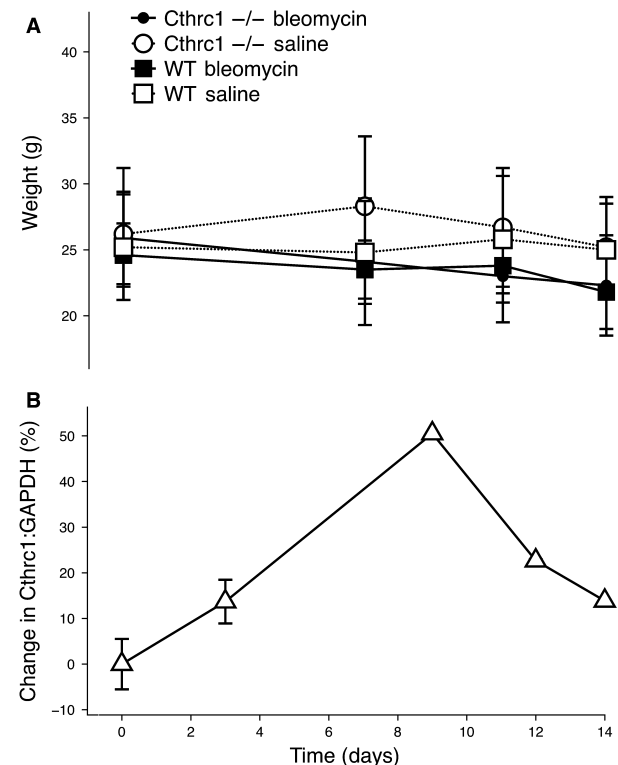 A
Cthrc1 −/− bleomycin
Cthrc1 −/− saline
WT bleomycin
WT saline
Weight (g)
40
35
30
25
20
B
Change in Cthrc1:GAPDH (%)
50
40
30
20
10
0
−10
0 2 4 6 8 10 12 14
Time (days)